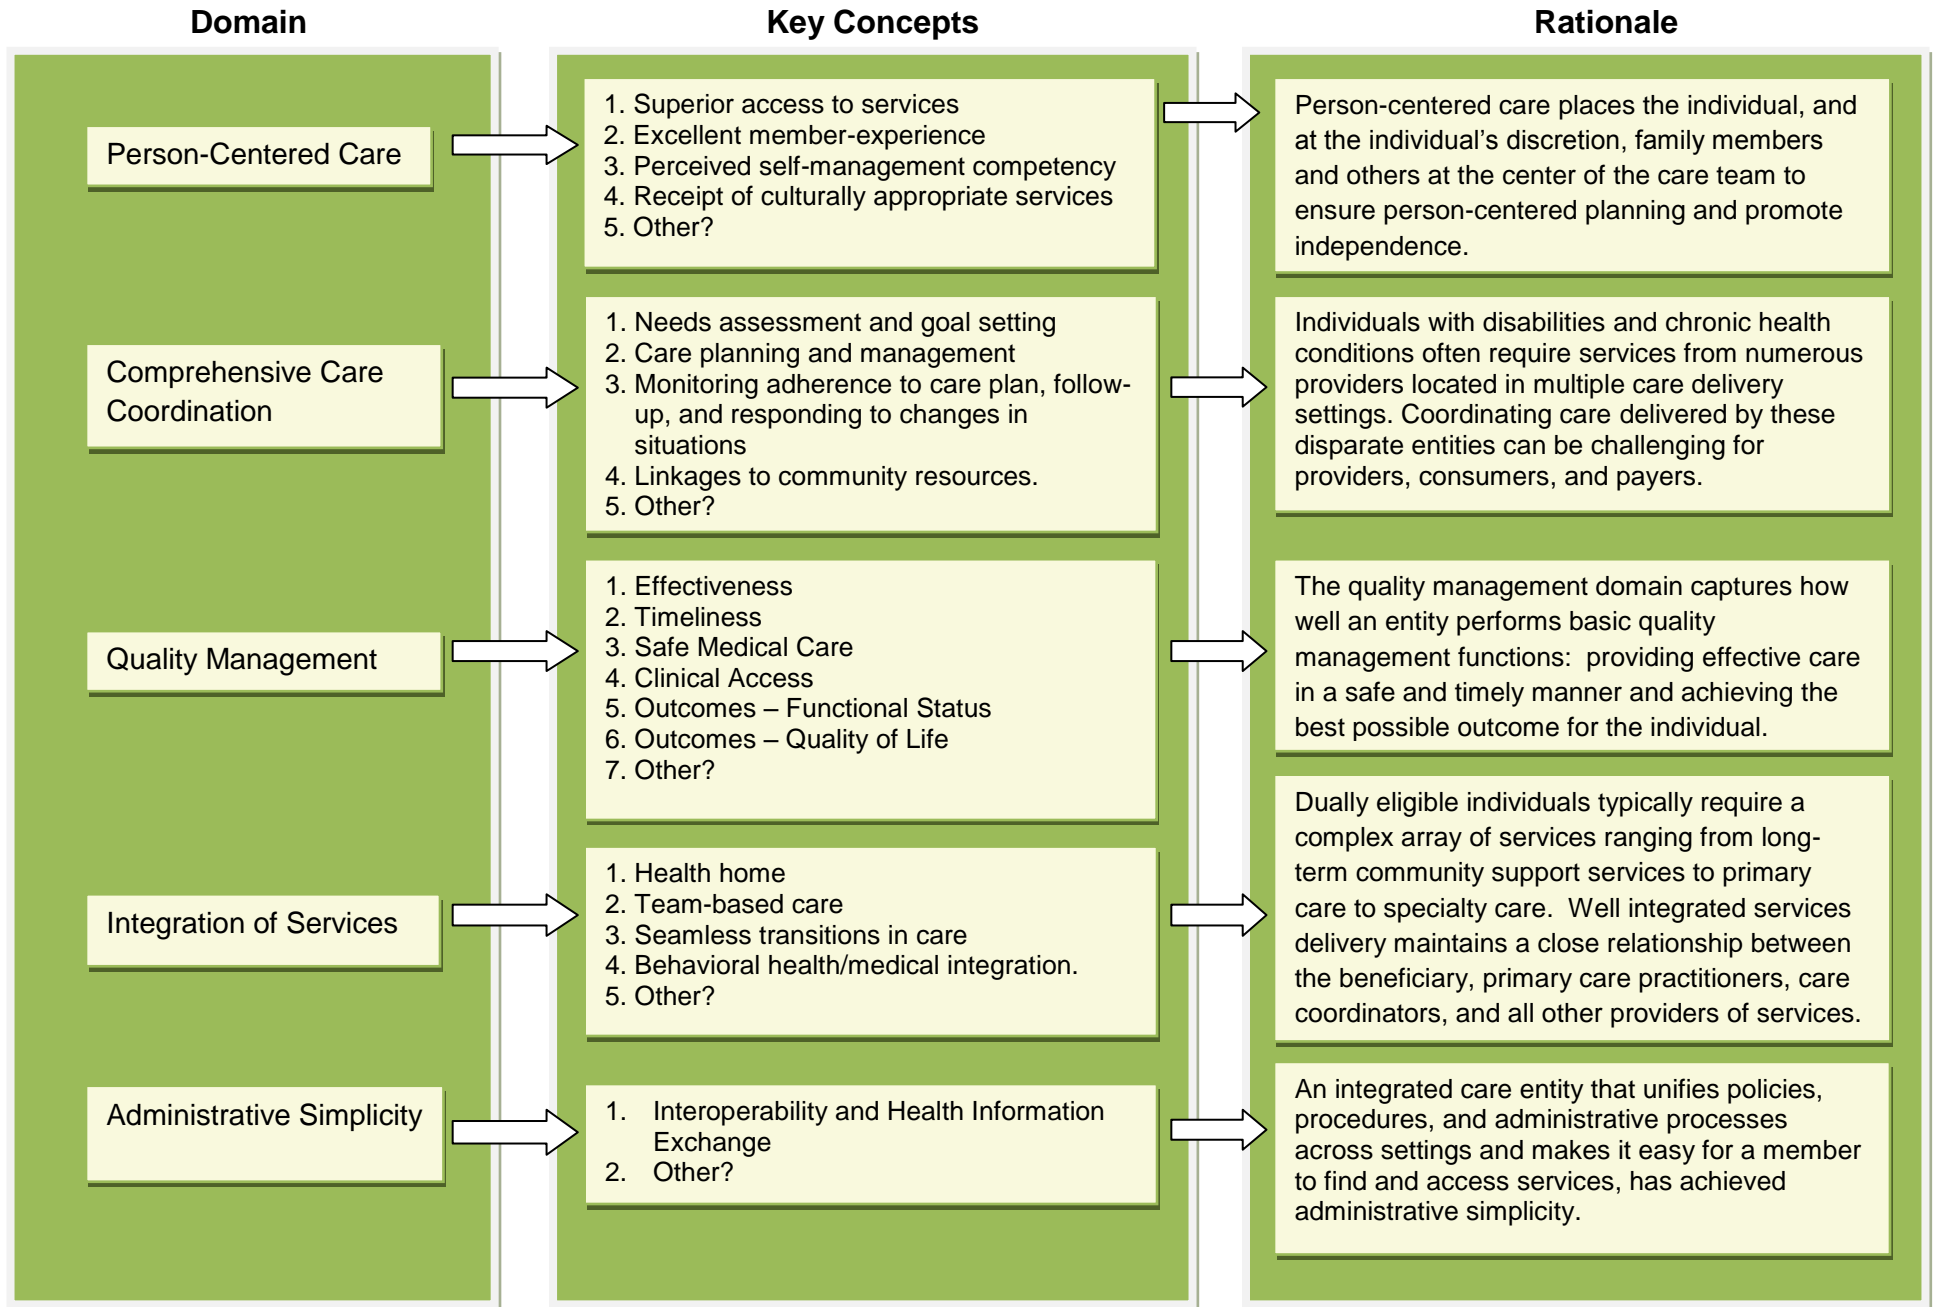 Domain
Key Concepts
Rationale
Person-Centered Care
1. Superior access to services
2. Excellent member-experience
3. Perceived self-management competency
4. Receipt of culturally appropriate services
5. Other?
Person-centered care places the individual, and
at the individual’s discretion, family members
and others at the center of the care team to
ensure person-centered planning and promote
independence.
Comprehensive Care
Coordination
1. Needs assessment and goal setting
2. Care planning and management
3. Monitoring adherence to care plan, follow-
up, and responding to changes in
situations
4. Linkages to community resources.
5. Other?
Individuals with disabilities and chronic health
conditions often require services from numerous
providers located in multiple care delivery
settings. Coordinating care delivered by these
disparate entities can be challenging for
providers, consumers, and payers.
Quality Management
1. Effectiveness
2. Timeliness
3. Safe Medical Care
4. Clinical Access
5. Outcomes – Functional Status
6. Outcomes – Quality of Life
7. Other?
The quality management domain captures how
well an entity performs basic quality
management functions:  providing effective care
in a safe and timely manner and achieving the
best possible outcome for the individual.
Integration of Services
1. Health home
2. Team-based care
3. Seamless transitions in care
4. Behavioral health/medical integration.
5. Other?
Dually eligible individuals typically require a
complex array of services ranging from long-
term community support services to primary
care to specialty care.  Well integrated services
delivery maintains a close relationship between
the beneficiary, primary care practitioners, care
coordinators, and all other providers of services.
Administrative Simplicity
1. Interoperability and Health Information
Exchange
2. Other?
An integrated care entity that unifies policies,
procedures, and administrative processes
across settings and makes it easy for a member
to find and access services, has achieved
administrative simplicity.